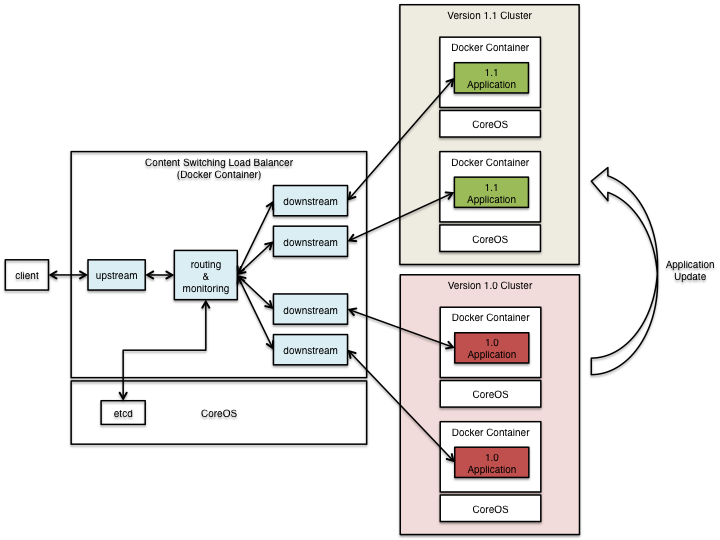 Version 1.1 Cluster
Docker Container
1.1
Application
CoreOS
Docker Container
1.1
Application
CoreOS
Content Switching Load Balancer
(Docker Container)
downstream
downstream
downstream
downstream
client
upstream
routing
&
monitoring
etcd
CoreOS
Version 1.0 Cluster
Docker Container
1.0
Application
CoreOS
Docker Container
1.0
Application
CoreOS
Application
Update